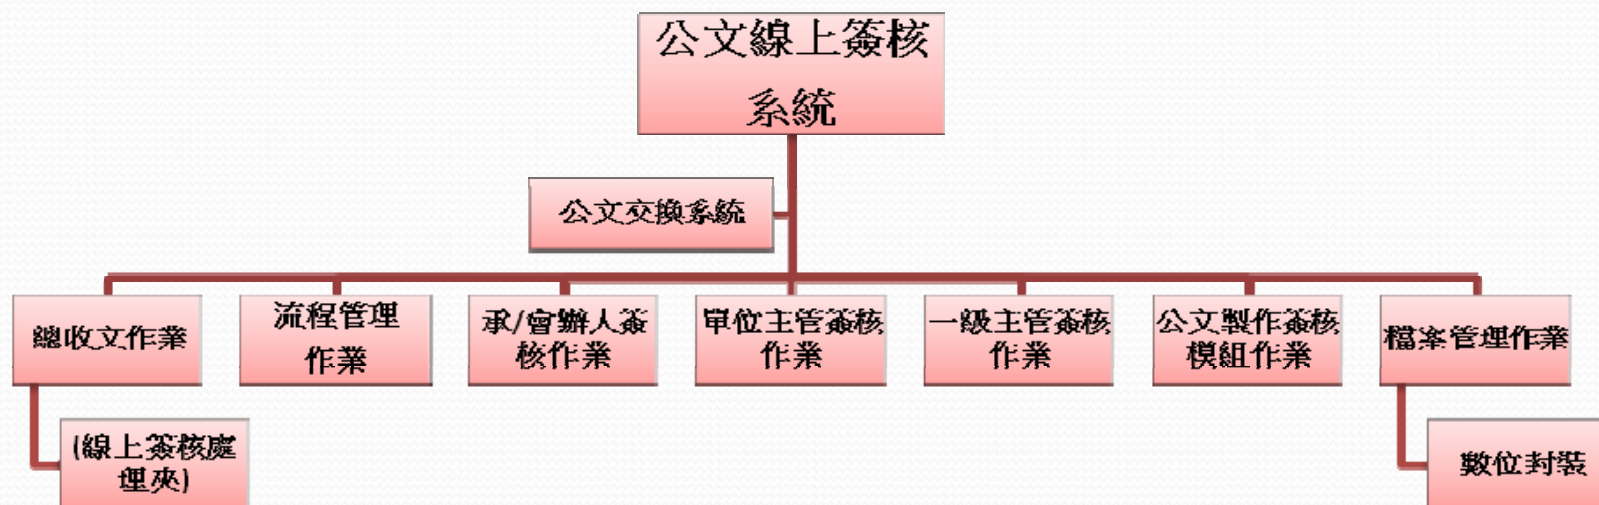 公文線上簽核
系統
公文交換系統
總收文作業
流程管理
作業
承/會辦人簽
核作業
單位主管簽核
作業
一級主管簽核
作業
公文製作簽核
模組作業
檔案管理作業
(線上簽核處
理夾)
數位封裝